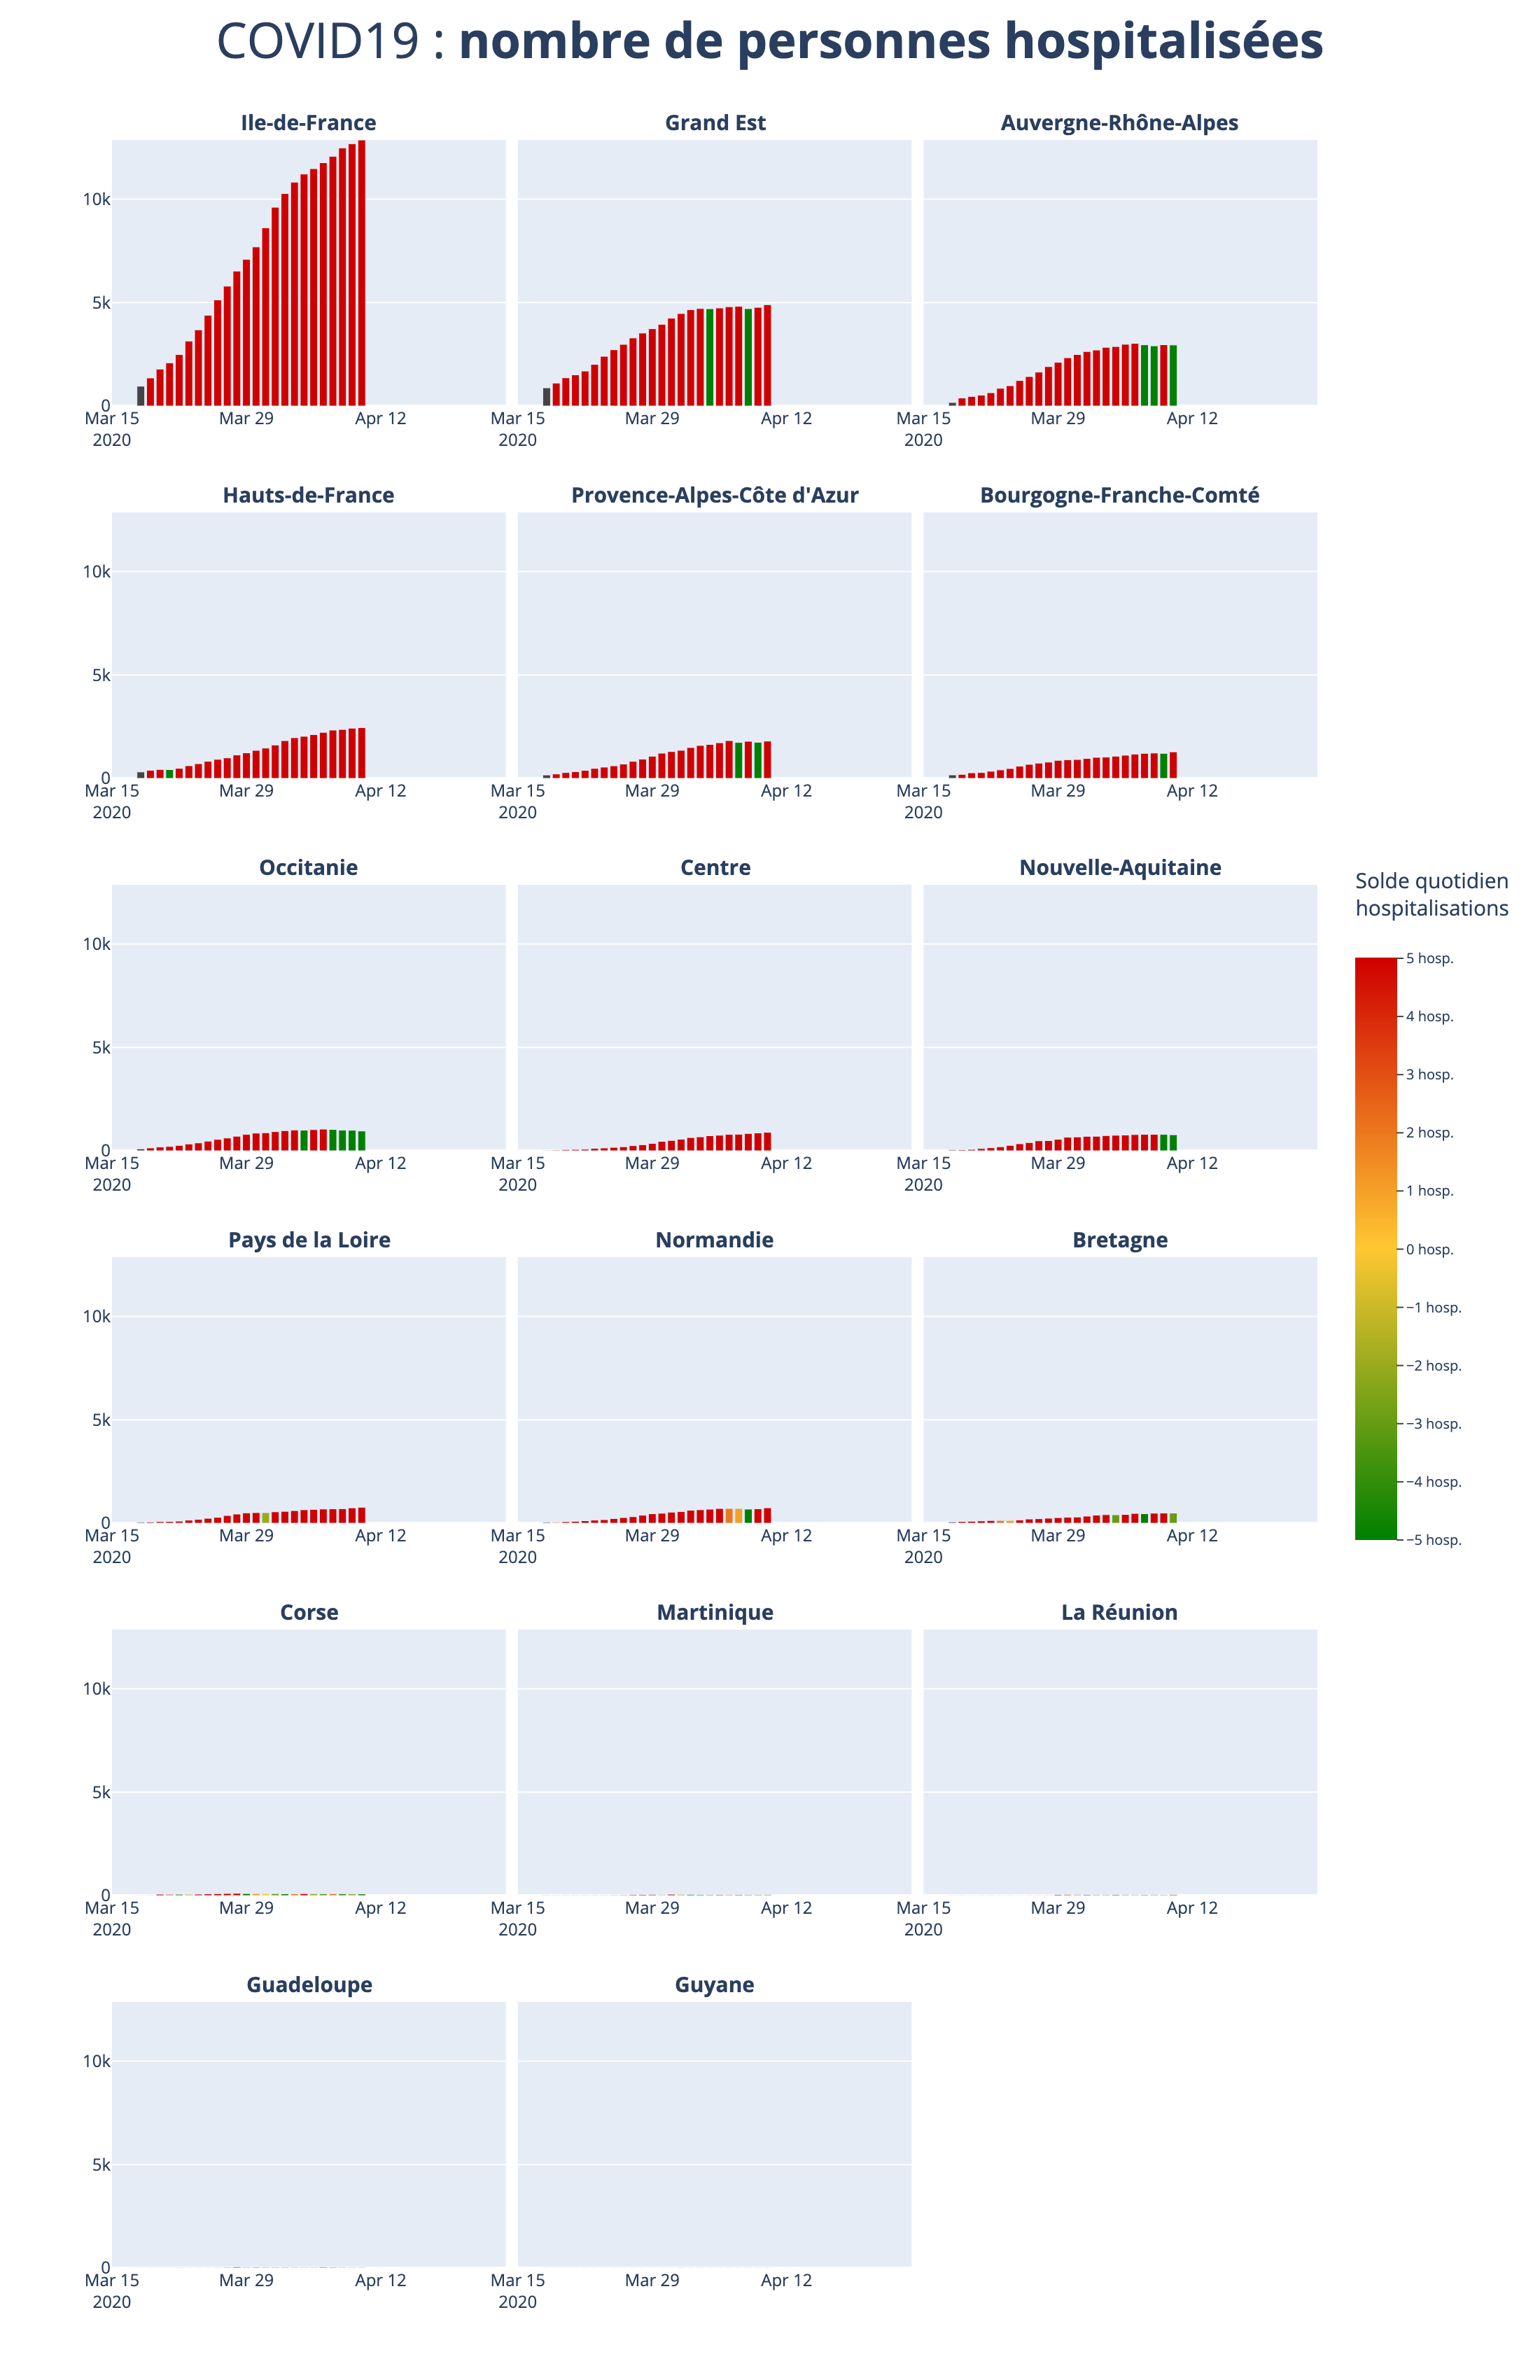 COVID19 : nombre de personnes hospitalisées
Ile-de-France
Grand Est
Auvergne-Rhône-Alpes
10k
5k
0
Mar 15
2020
Mar 29
Apr 12
Mar 15
2020
Mar 29
Apr 12
Mar 15
2020
Mar 29
Apr 12
Hauts-de-France
Provence-Alpes-Côte d'Azur
Bourgogne-Franche-Comté
10k
5k
0
Mar 15
2020
Mar 29
Apr 12
Mar 15
2020
Mar 29
Apr 12
Mar 15
2020
Mar 29
Apr 12
Occitanie
Centre
Nouvelle-Aquitaine
10k
5k
0
Mar 15
2020
Mar 29
Apr 12
Mar 15
2020
Mar 29
Apr 12
Mar 15
2020
Mar 29
Apr 12
Solde quotidien
hospitalisations
5 hosp.
4 hosp.
3 hosp.
2 hosp.
1 hosp.
0 hosp.
−1 hosp.
−2 hosp.
−3 hosp.
−4 hosp.
−5 hosp.
Pays de la Loire
Normandie
Bretagne
10k
5k
0
Mar 15
2020
Mar 29
Apr 12
Mar 15
2020
Mar 29
Apr 12
Mar 15
2020
Mar 29
Apr 12
Corse
Martinique
La Réunion
10k
5k
0
Mar 15
2020
Mar 29
Apr 12
Mar 15
2020
Mar 29
Apr 12
Mar 15
2020
Mar 29
Apr 12
Guadeloupe
Guyane
10k
5k
0
Mar 15
2020
Mar 29
Apr 12
Mar 15
2020
Mar 29
Apr 12